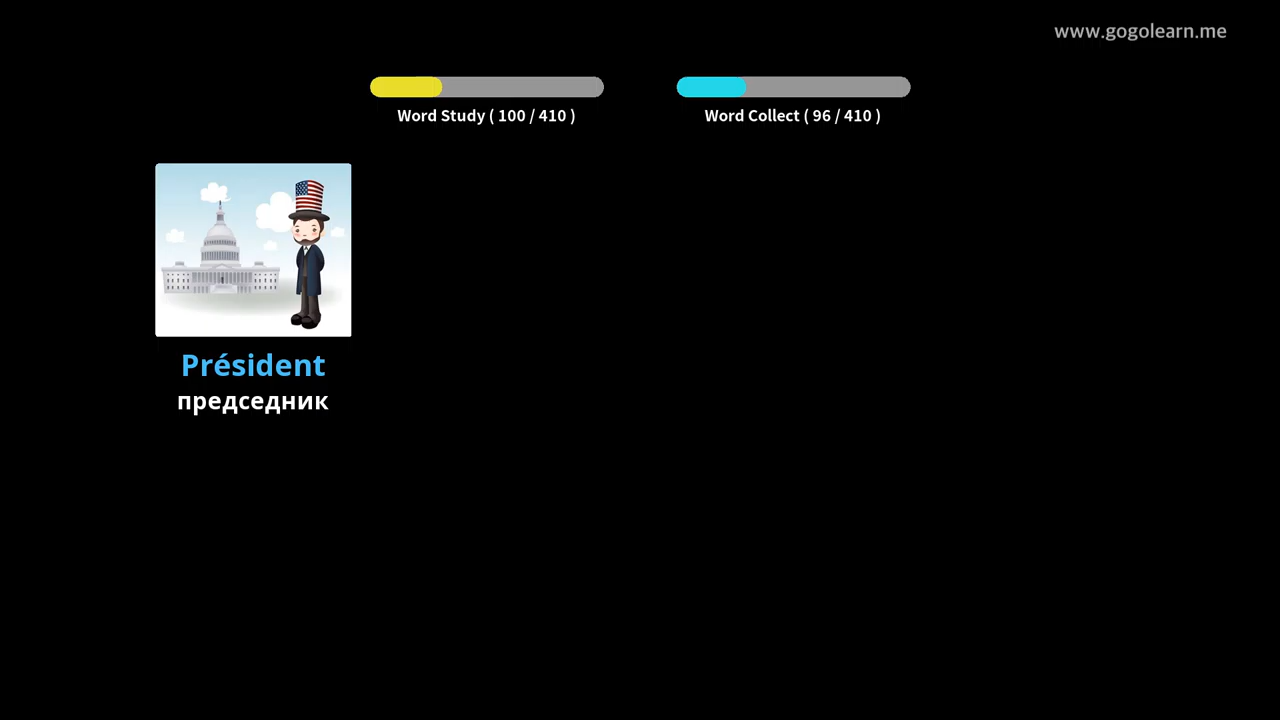 www.gogolearn.me
Word Study ( 100 / 410 )
Word Collect ( 96 / 410 )
Président
председник